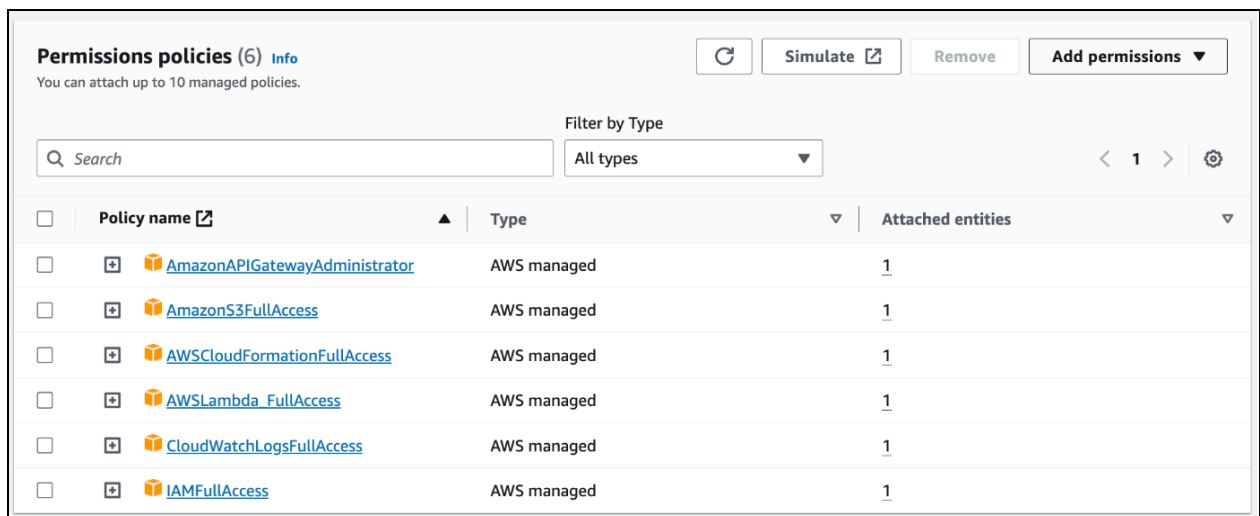 Permissions policies (6) Info
You can attach up to 10 managed policies.
Simulate
Remove
Add permissions
Filter by Type
Search
All types
1
Policy name
Type
Attached entities
AmazonAPIGatewayAdministrator AWS managed 1
AmazonS3FullAccess AWS managed 1
AWSCloudFormationFullAccess AWS managed 1
AWSLambda_FullAccess AWS managed 1
CloudWatchLogsFullAccess AWS managed 1
IAMFullAccess AWS managed 1